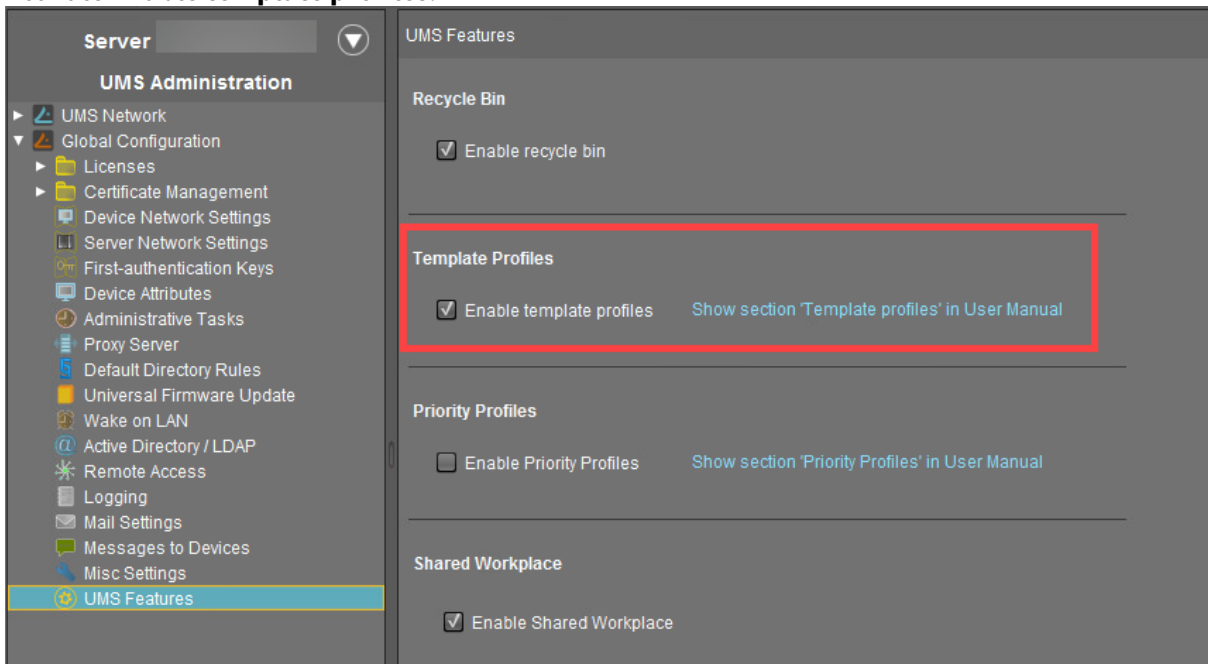 Server
UMS Administration
UMS Network
Global Configuration
Licenses
Certificate Management
Device Network Settings
Server Network Settings
First-authentication Keys
Device Attributes
Administrative Tasks
Proxy Server
Default Directory Rules
Universal Firmware Update
Wake on LAN
Active Directory / LDAP
Remote Access
Logging
Mail Settings
Messages to Devices
Misc Settings
UMS Features
UMS Features
Recycle Bin
Enable recycle bin
Template Profiles
Enable template profiles Show section 'Template profiles' in User Manual
Priority Profiles
Enable Priority Profiles Show section 'Priority Profiles' in User Manual
Shared Workplace
Enable Shared Workplace